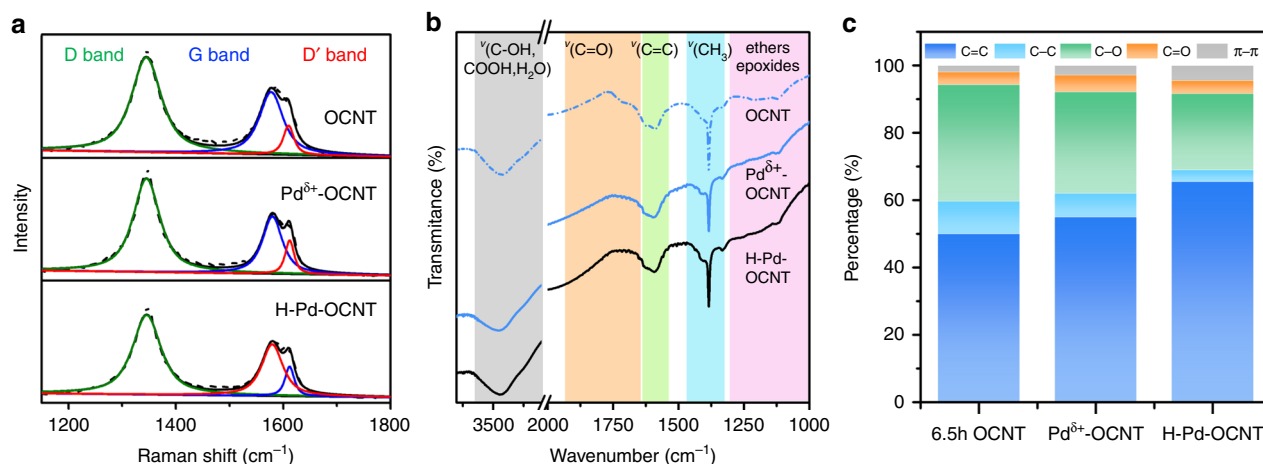 a
D band G band D′ band
OCNT
Pdδ+-OCNT
H-Pd-OCNT
Intensity
1200 1400 1600 1800
Raman shift (cm−1)
b
ν(C-OH,
COOH,H2O)
ν(C=O)
ν(C=C)
ν(CH3)
ethers
epoxides
OCNT
Pdδ+-
OCNT
H-Pd-
OCNT
Transmitance (%)
3500 2000 1750 1500 1250 1000
Wavenumber (cm−1)
c
C=C C–C C–O C=O π–π
100
80
60
40
20
0
Percentage (%)
6.5h OCNT Pdδ+-OCNT H-Pd-OCNT